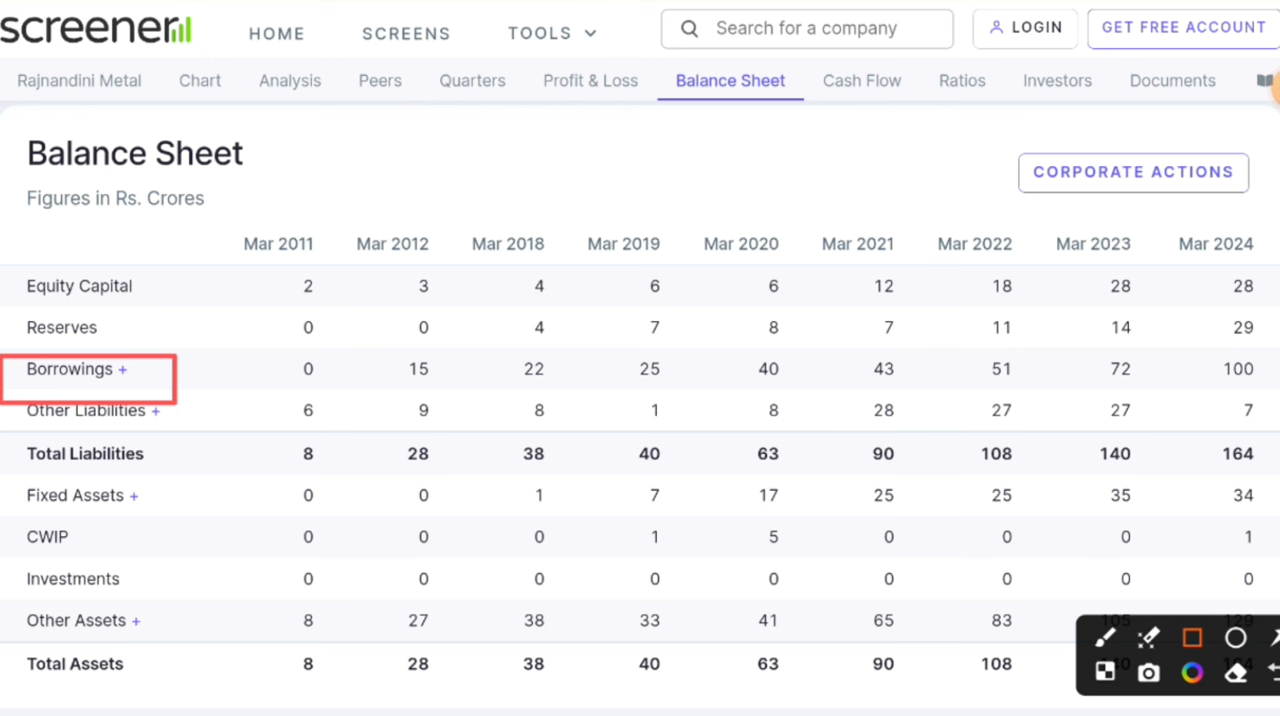 screener HOME SCREENS TOOLS Search for a company LOGIN GET FREE ACCOUNT
Rajnandini Metal Chart Analysis Peers Quarters Profit & Loss Balance Sheet Cash Flow Ratios Investors Documents
Balance Sheet
CORPORATE ACTIONS
Figures in Rs. Crores
Mar 2011 Mar 2012 Mar 2018 Mar 2019 Mar 2020 Mar 2021 Mar 2022 Mar 2023 Mar 2024
Equity Capital 2 3 4 6 6 12 18 28 28
Reserves 0 0 4 7 8 7 11 14 29
Borrowings + 0 15 22 25 40 43 51 72 100
Other Liabilities + 6 9 8 1 8 28 27 27 7
Total Liabilities 8 28 38 40 63 90 108 140 164
Fixed Assets + 0 0 1 7 17 25 25 35 34
CWIP 0 0 0 1 5 0 0 0 1
Investments 0 0 0 0 0 0 0 0 0
Other Assets + 8 27 38 33 41 65 83 105 129
Total Assets 8 28 38 40 63 90 108